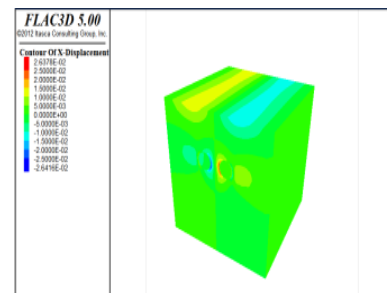 FLAC3D 5.00
©2012 Itasca Consulting Group, Inc.
Contour Of X-Displacement
2.6378E-02
2.5000E-02
2.0000E-02
1.5000E-02
1.0000E-02
5.0000E-03
0.0000E+00
-5.0000E-03
-1.0000E-02
-1.5000E-02
-2.0000E-02
-2.5000E-02
-2.6416E-02